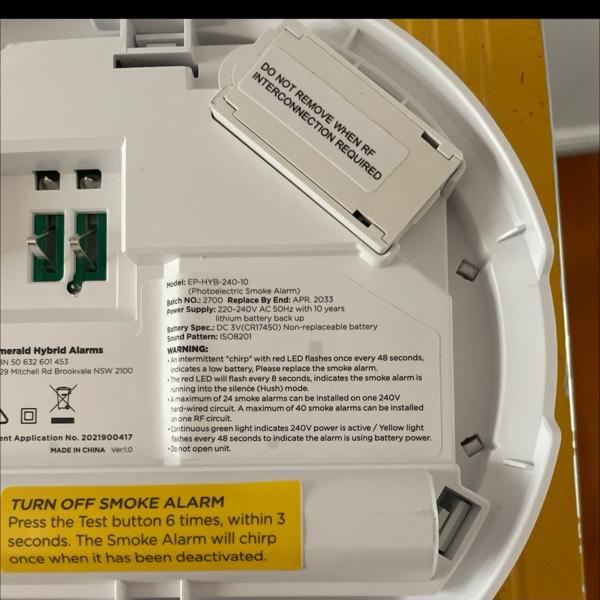 DO NOT REMOVE WHEN RF
INTERCONNECTION REQUIRED
Model: EP-HYB-240-10
(Photoelectric Smoke Alarm)
Batch NO.: 2700 Replace By End: APR. 2033
Power Supply: 220-240V AC 50Hz with 10 years
lithium battery back up
Battery Spec.: DC 3V(CR17450) Non-replaceable battery
Sound Pattern: ISO8201
WARNING:
•An intermittent "chirp" with red LED flashes once every 48 seconds,
indicates a low battery, Please replace the smoke alarm.
•The red LED will flash every 8 seconds, indicates the smoke alarm is
running into the silence (Hush) mode.
•A maximum of 24 smoke alarms can be installed on one 240V
hard-wired circuit. A maximum of 40 smoke alarms can be installed
on one RF circuit.
•Continuous green light indicates 240V power is active / Yellow light
flashes every 48 seconds to indicate the alarm is using battery power.
•Do not open unit.
merald Hybrid Alarms
BN 50 632 601 453
29 Mitchell Rd Brookvale NSW 2100
ent Application No. 2021900417
MADE IN CHINA Ver:1.0
TURN OFF SMOKE ALARM
Press the Test button 6 times, within 3
seconds. The Smoke Alarm will chirp
once when it has been deactivated.